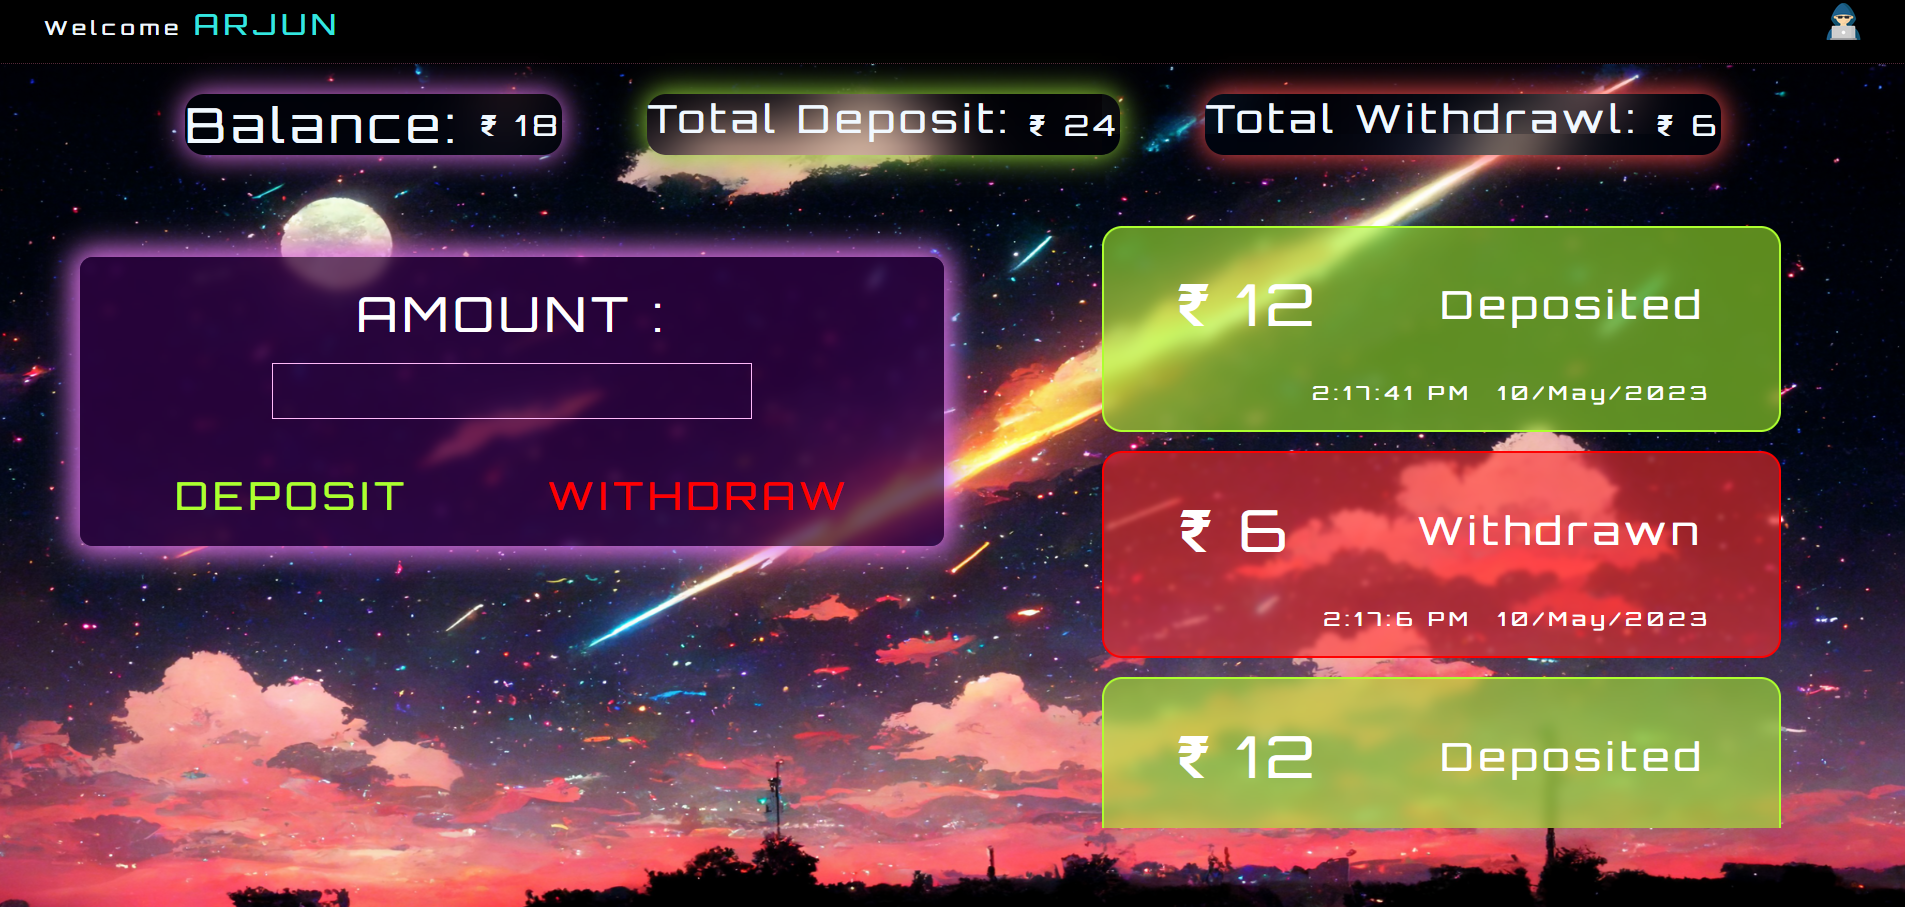 Welcome ARJUN
Balance: ₹ 18
Total Deposit: ₹ 24
Total Withdrawl: ₹ 6
AMOUNT :
DEPOSIT
WITHDRAW
₹ 12 Deposited
2:17:41 PM 10/May/2023
₹ 6 Withdrawn
2:17:6 PM 10/May/2023
₹ 12 Deposited